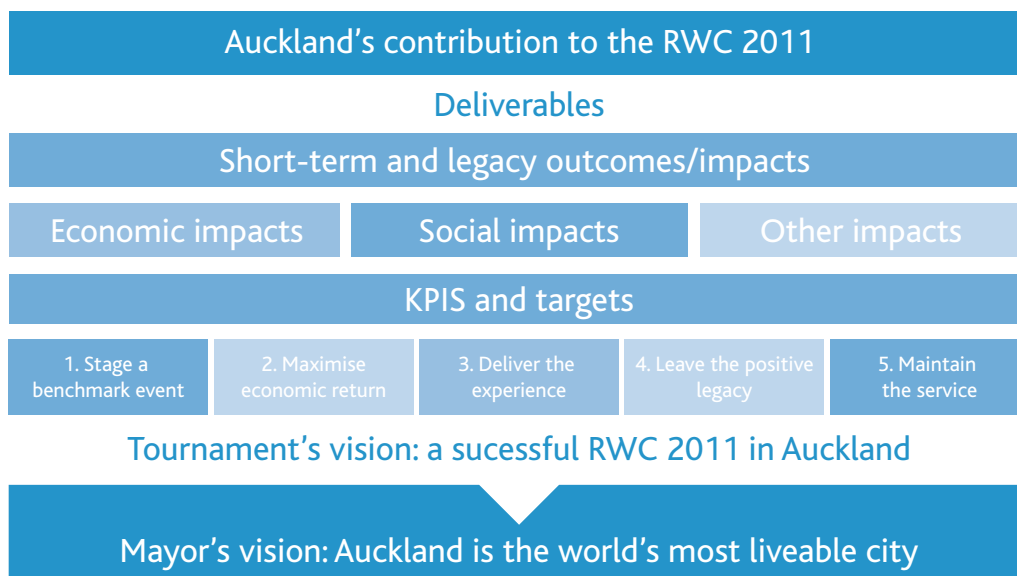 Auckland's contribution to the RWC 2011
Deliverables
Short-term and legacy outcomes/impacts
Economic impacts
Social impacts
Other impacts
KPIS and targets
1. Stage a
benchmark event
2. Maximise
economic return
3. Deliver the
experience
4. Leave the positive
legacy
5. Maintain
the service
Tournament's vision: a sucessful RWC 2011 in Auckland
Mayor's vision: Auckland is the world's most liveable city